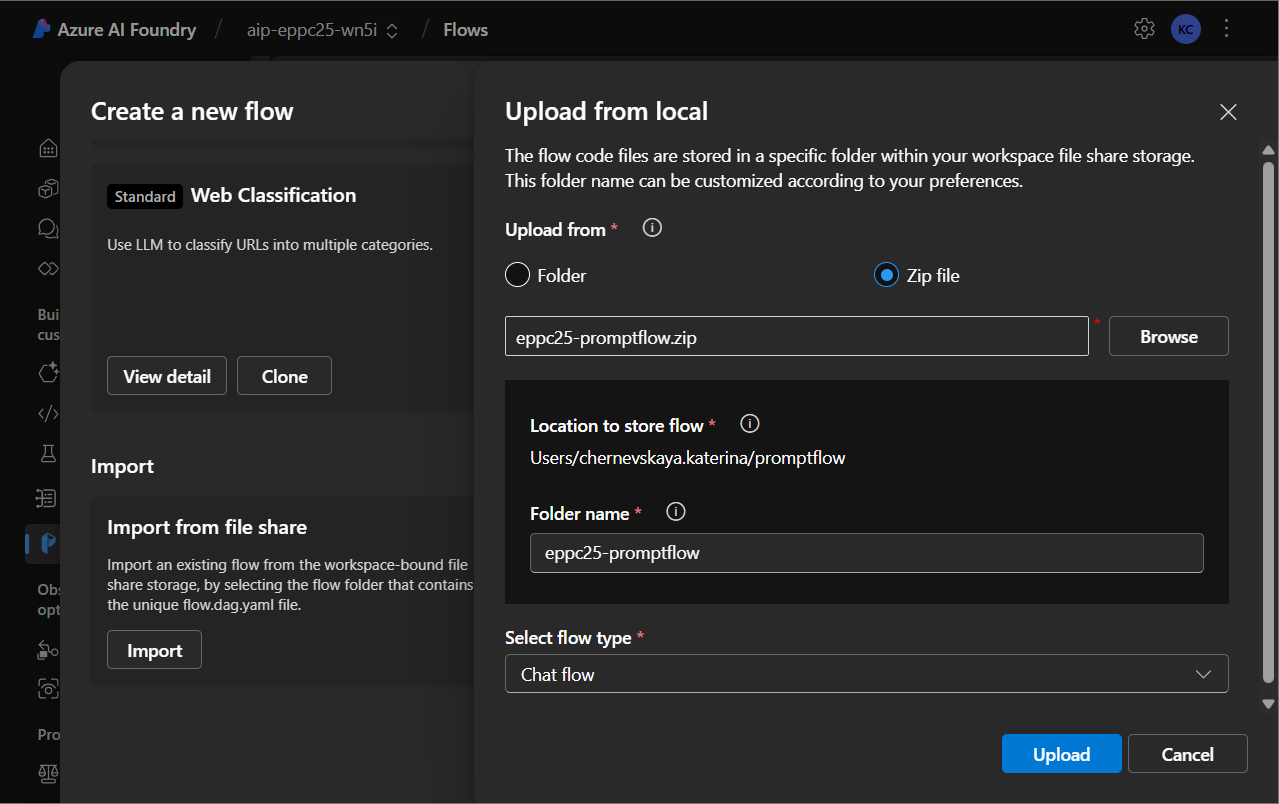 Azure AI Foundry / aip-eppc25-wn5i / Flows
KC
Bui
cus
Obs
opt
Pro
Create a new flow
Standard Web Classification
Use LLM to classify URLs into multiple categories.
View detail Clone
Import
Import from file share
Import an existing flow from the workspace-bound file
share storage, by selecting the flow folder that contains
the unique flow.dag.yaml file.
Import
Upload from local
The flow code files are stored in a specific folder within your workspace file share storage.
This folder name can be customized according to your preferences.
Upload from *
Folder Zip file
eppc25-promptflow.zip * Browse
Location to store flow *
Users/chernevskaya.katerina/promptflow
Folder name *
eppc25-promptflow
Select flow type *
Chat flow
Upload Cancel